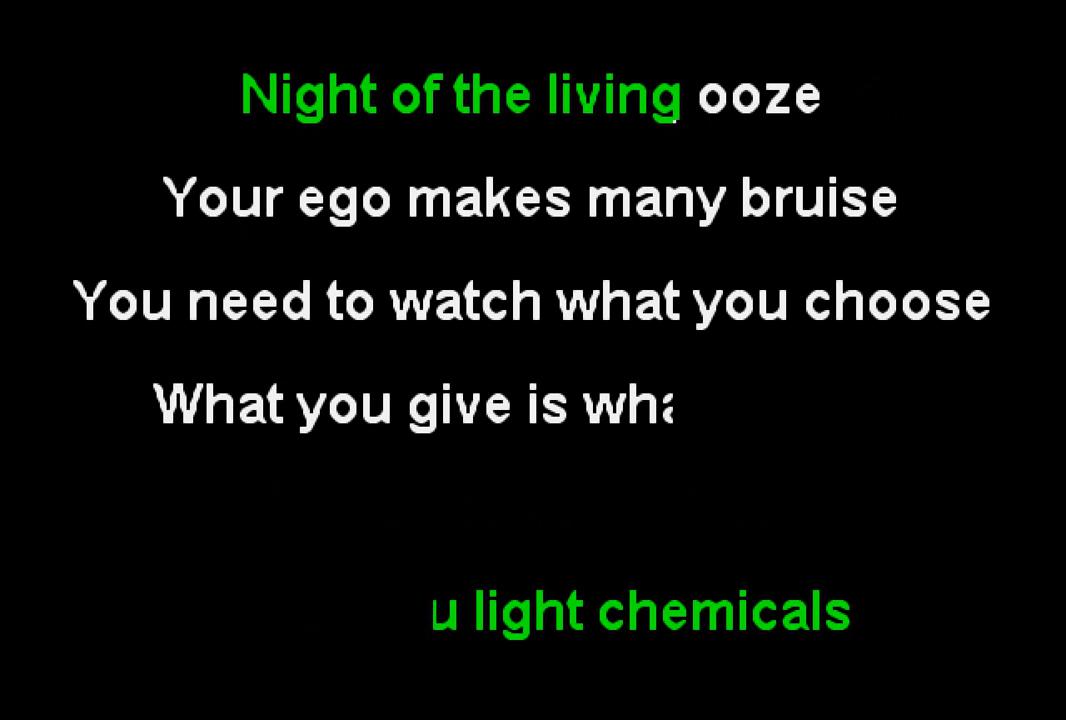 Night of the living ooze
Your ego makes many bruise
You need to watch what you choose
What you give is
light chemicals